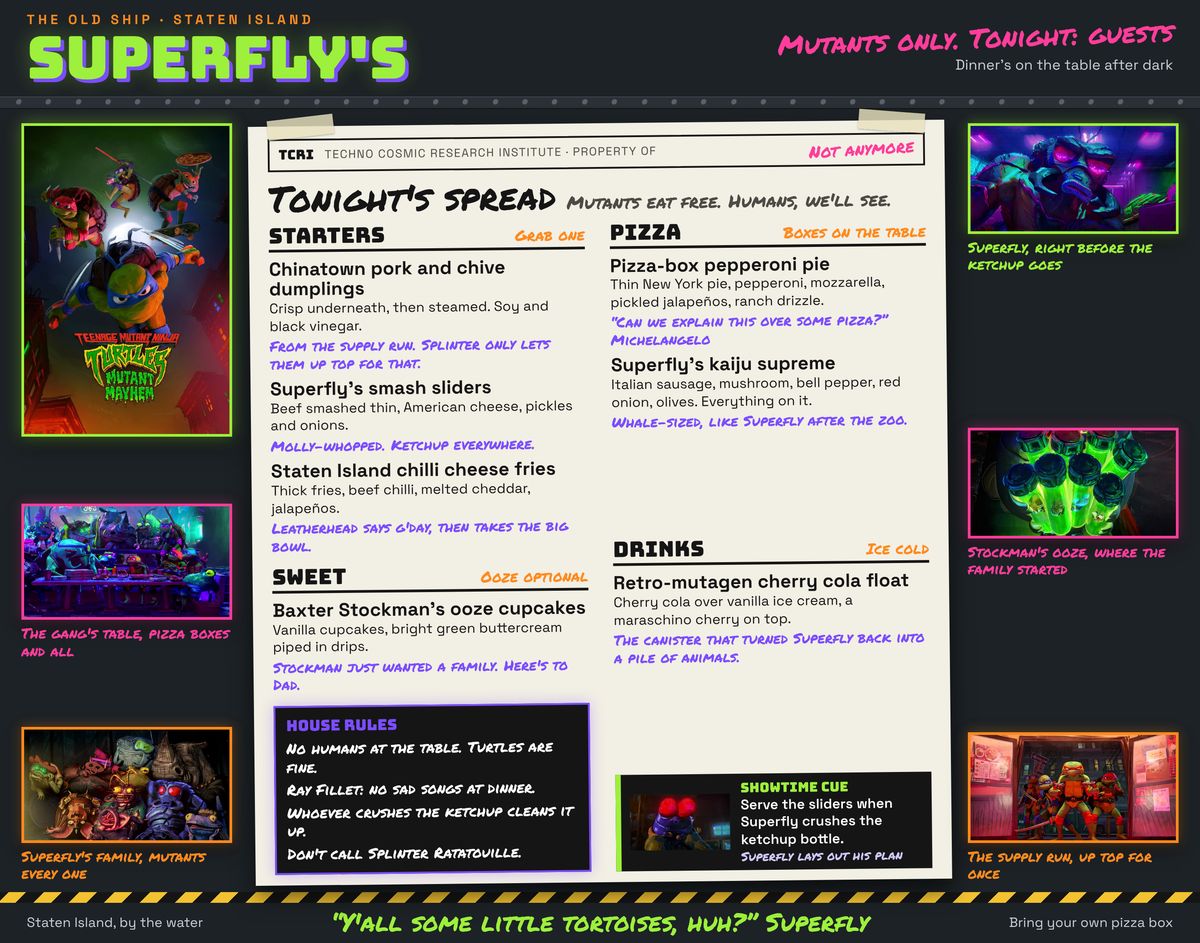 THE OLD SHIP · STATEN ISLAND
SUPERFLY'S
MUTANTS ONLY. TONIGHT: GUESTS
Dinner's on the table after dark
TEENAGE MUTANT NINJA
TURTLES
MUTANT
MAYHEM
THE GANG'S TABLE, PIZZA BOXES
AND ALL
SUPERFLY'S FAMILY, MUTANTS
EVERY ONE
TCRI TECHNO COSMIC RESEARCH INSTITUTE · PROPERTY OF
NOT ANYMORE
TONIGHT'S SPREAD MUTANTS EAT FREE. HUMANS, WE'LL SEE.
STARTERS GRAB ONE
Chinatown pork and chive
dumplings
Crisp underneath, then steamed. Soy and
black vinegar.
FROM THE SUPPLY RUN. SPLINTER ONLY LETS
THEM UP TOP FOR THAT.
Superfly's smash sliders
Beef smashed thin, American cheese, pickles
and onions.
MOLLY-WHOPPED. KETCHUP EVERYWHERE.
Staten Island chilli cheese fries
Thick fries, beef chilli, melted cheddar,
jalapeños.
LEATHERHEAD SAYS G'DAY, THEN TAKES THE BIG
BOWL.
SWEET OOZE OPTIONAL
Baxter Stockman's ooze cupcakes
Vanilla cupcakes, bright green buttercream
piped in drips.
STOCKMAN JUST WANTED A FAMILY. HERE'S TO
DAD.
HOUSE RULES
NO HUMANS AT THE TABLE. TURTLES ARE
FINE.
RAY FILLET: NO SAD SONGS AT DINNER.
WHOEVER CRUSHES THE KETCHUP CLEANS IT
UP.
DON'T CALL SPLINTER RATATOUILLE.
PIZZA BOXES ON THE TABLE
Pizza-box pepperoni pie
Thin New York pie, pepperoni, mozzarella,
pickled jalapeños, ranch drizzle.
"CAN WE EXPLAIN THIS OVER SOME PIZZA?"
MICHELANGELO
Superfly's kaiju supreme
Italian sausage, mushroom, bell pepper, red
onion, olives. Everything on it.
WHALE-SIZED, LIKE SUPERFLY AFTER THE ZOO.
DRINKS ICE COLD
Retro-mutagen cherry cola float
Cherry cola over vanilla ice cream, a
maraschino cherry on top.
THE CANISTER THAT TURNED SUPERFLY BACK INTO
A PILE OF ANIMALS.
SHOWTIME CUE
Serve the sliders when
Superfly crushes the
ketchup bottle.
SUPERFLY LAYS OUT HIS PLAN
SUPERFLY, RIGHT BEFORE THE
KETCHUP GOES
STOCKMAN'S OOZE, WHERE THE
FAMILY STARTED
THE SUPPLY RUN, UP TOP FOR
ONCE
Staten Island, by the water
"Y'ALL SOME LITTLE TORTOISES, HUH?" SUPERFLY
Bring your own pizza box